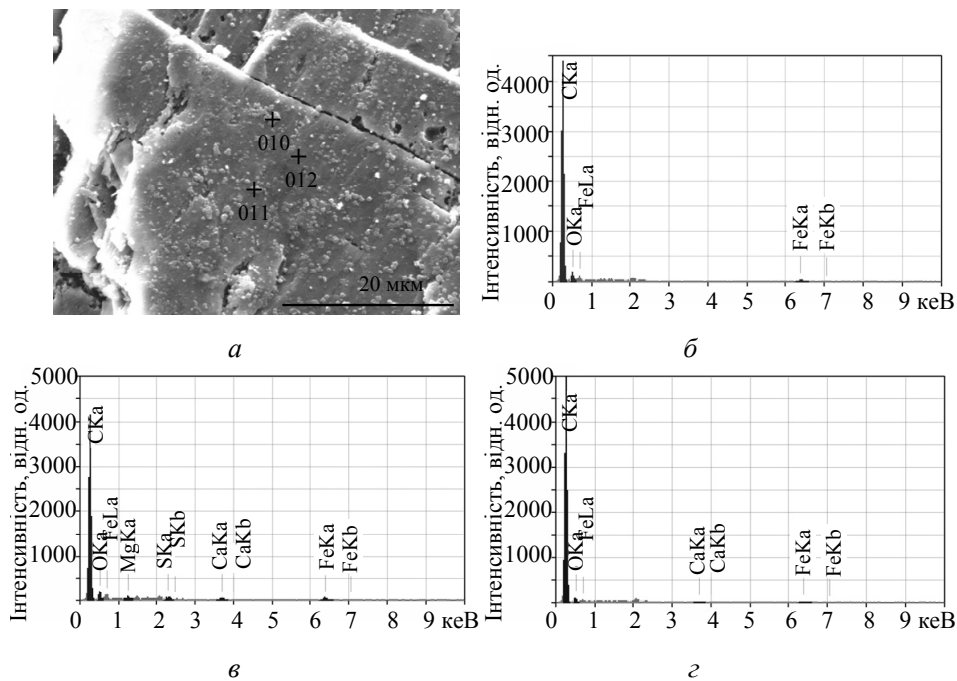 010
012
011
20 мкм
а
Інтенсивність, відн. од.
4000
3000
2000
1000
CKa
OKa
FeLa
FeKa
FeKb
0 1 2 3 4 5 6 7 8 9 кеВ
б
Інтенсивність, відн. од.
5000
4000
3000
2000
1000
CKa
OKa
FeLa
MgKa
SKa
SKb
CaKa
CaKb
FeKa
FeKb
0 1 2 3 4 5 6 7 8 9 кеВ
в
Інтенсивність, відн. од.
5000
4000
3000
2000
1000
CKa
OKa
FeLa
CaKa
CaKb
FeKa
FeKb
0 1 2 3 4 5 6 7 8 9 кеВ
г